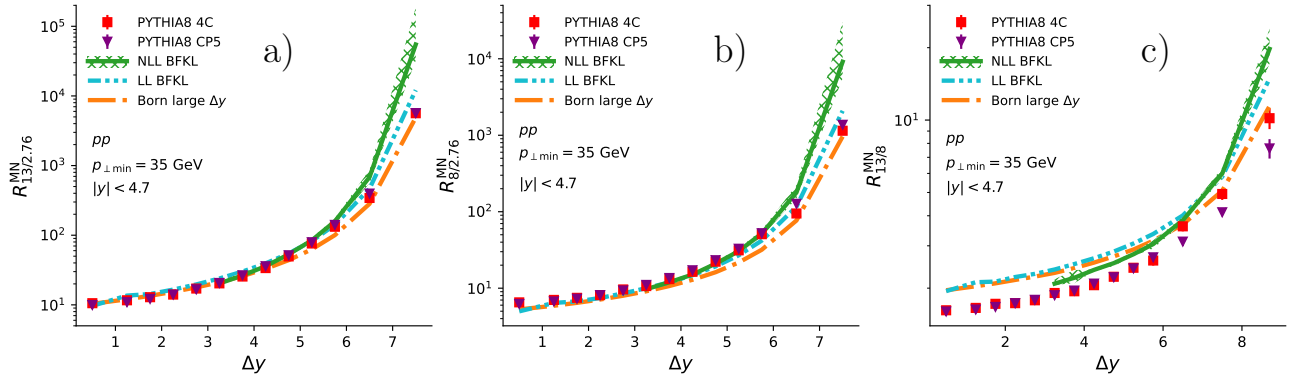 a)
PYTHIA8 4C
PYTHIA8 CP5
NLL BFKL
LL BFKL
Born large Δy
pp
p⊥min = 35 GeV
|y| < 4.7
R^MN_13/2.76
10^5
10^4
10^3
10^2
10^1
1 2 3 4 5 6 7
Δy
b)
PYTHIA8 4C
PYTHIA8 CP5
NLL BFKL
LL BFKL
Born large Δy
pp
p⊥min = 35 GeV
|y| < 4.7
R^MN_8/2.76
10^4
10^3
10^2
10^1
1 2 3 4 5 6 7
Δy
c)
PYTHIA8 4C
PYTHIA8 CP5
NLL BFKL
LL BFKL
Born large Δy
pp
p⊥min = 35 GeV
|y| < 4.7
R^MN_13/8
10^1
2 4 6 8
Δy